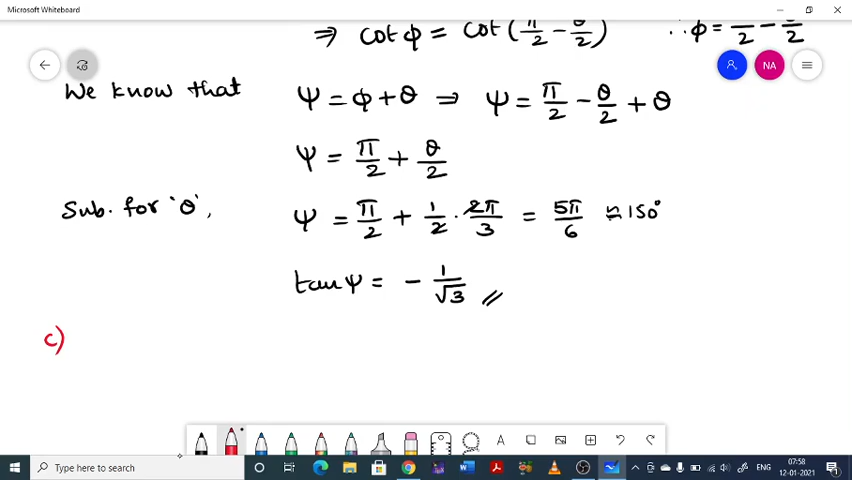 Microsoft Whiteboard
⇒ cot φ = cot (π/2 − θ/2) ∴ φ = π/2 − θ/2
NA
We know that ψ = φ + θ ⇒ ψ = π/2 − θ/2 + θ
ψ = π/2 + θ/2
Sub. for 'θ', ψ = π/2 + 1/2 · 2π/3 = 5π/6 ≈ 150°
tan ψ = − 1/√3 //
c)
Type here to search
ENG
07:58
12-01-2021